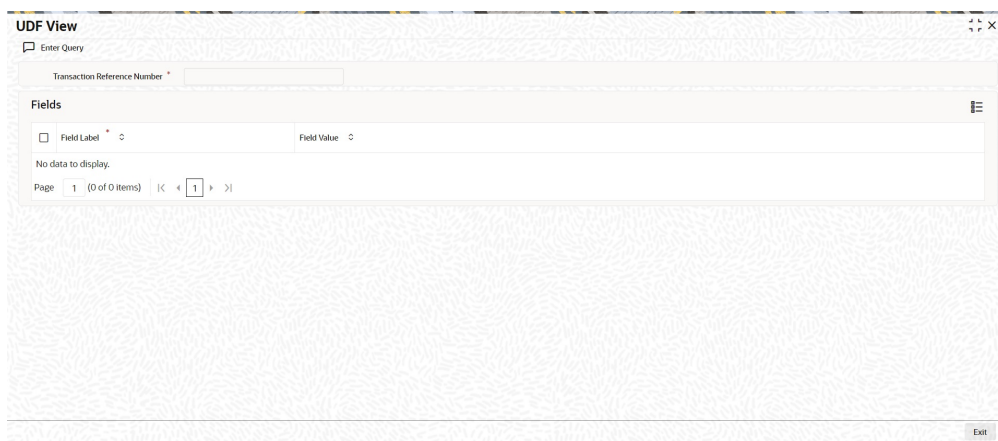 UDF View
Enter Query
Transaction Reference Number *
Fields
Field Label * Field Value
No data to display.
Page 1 (0 of 0 items) 1
Exit